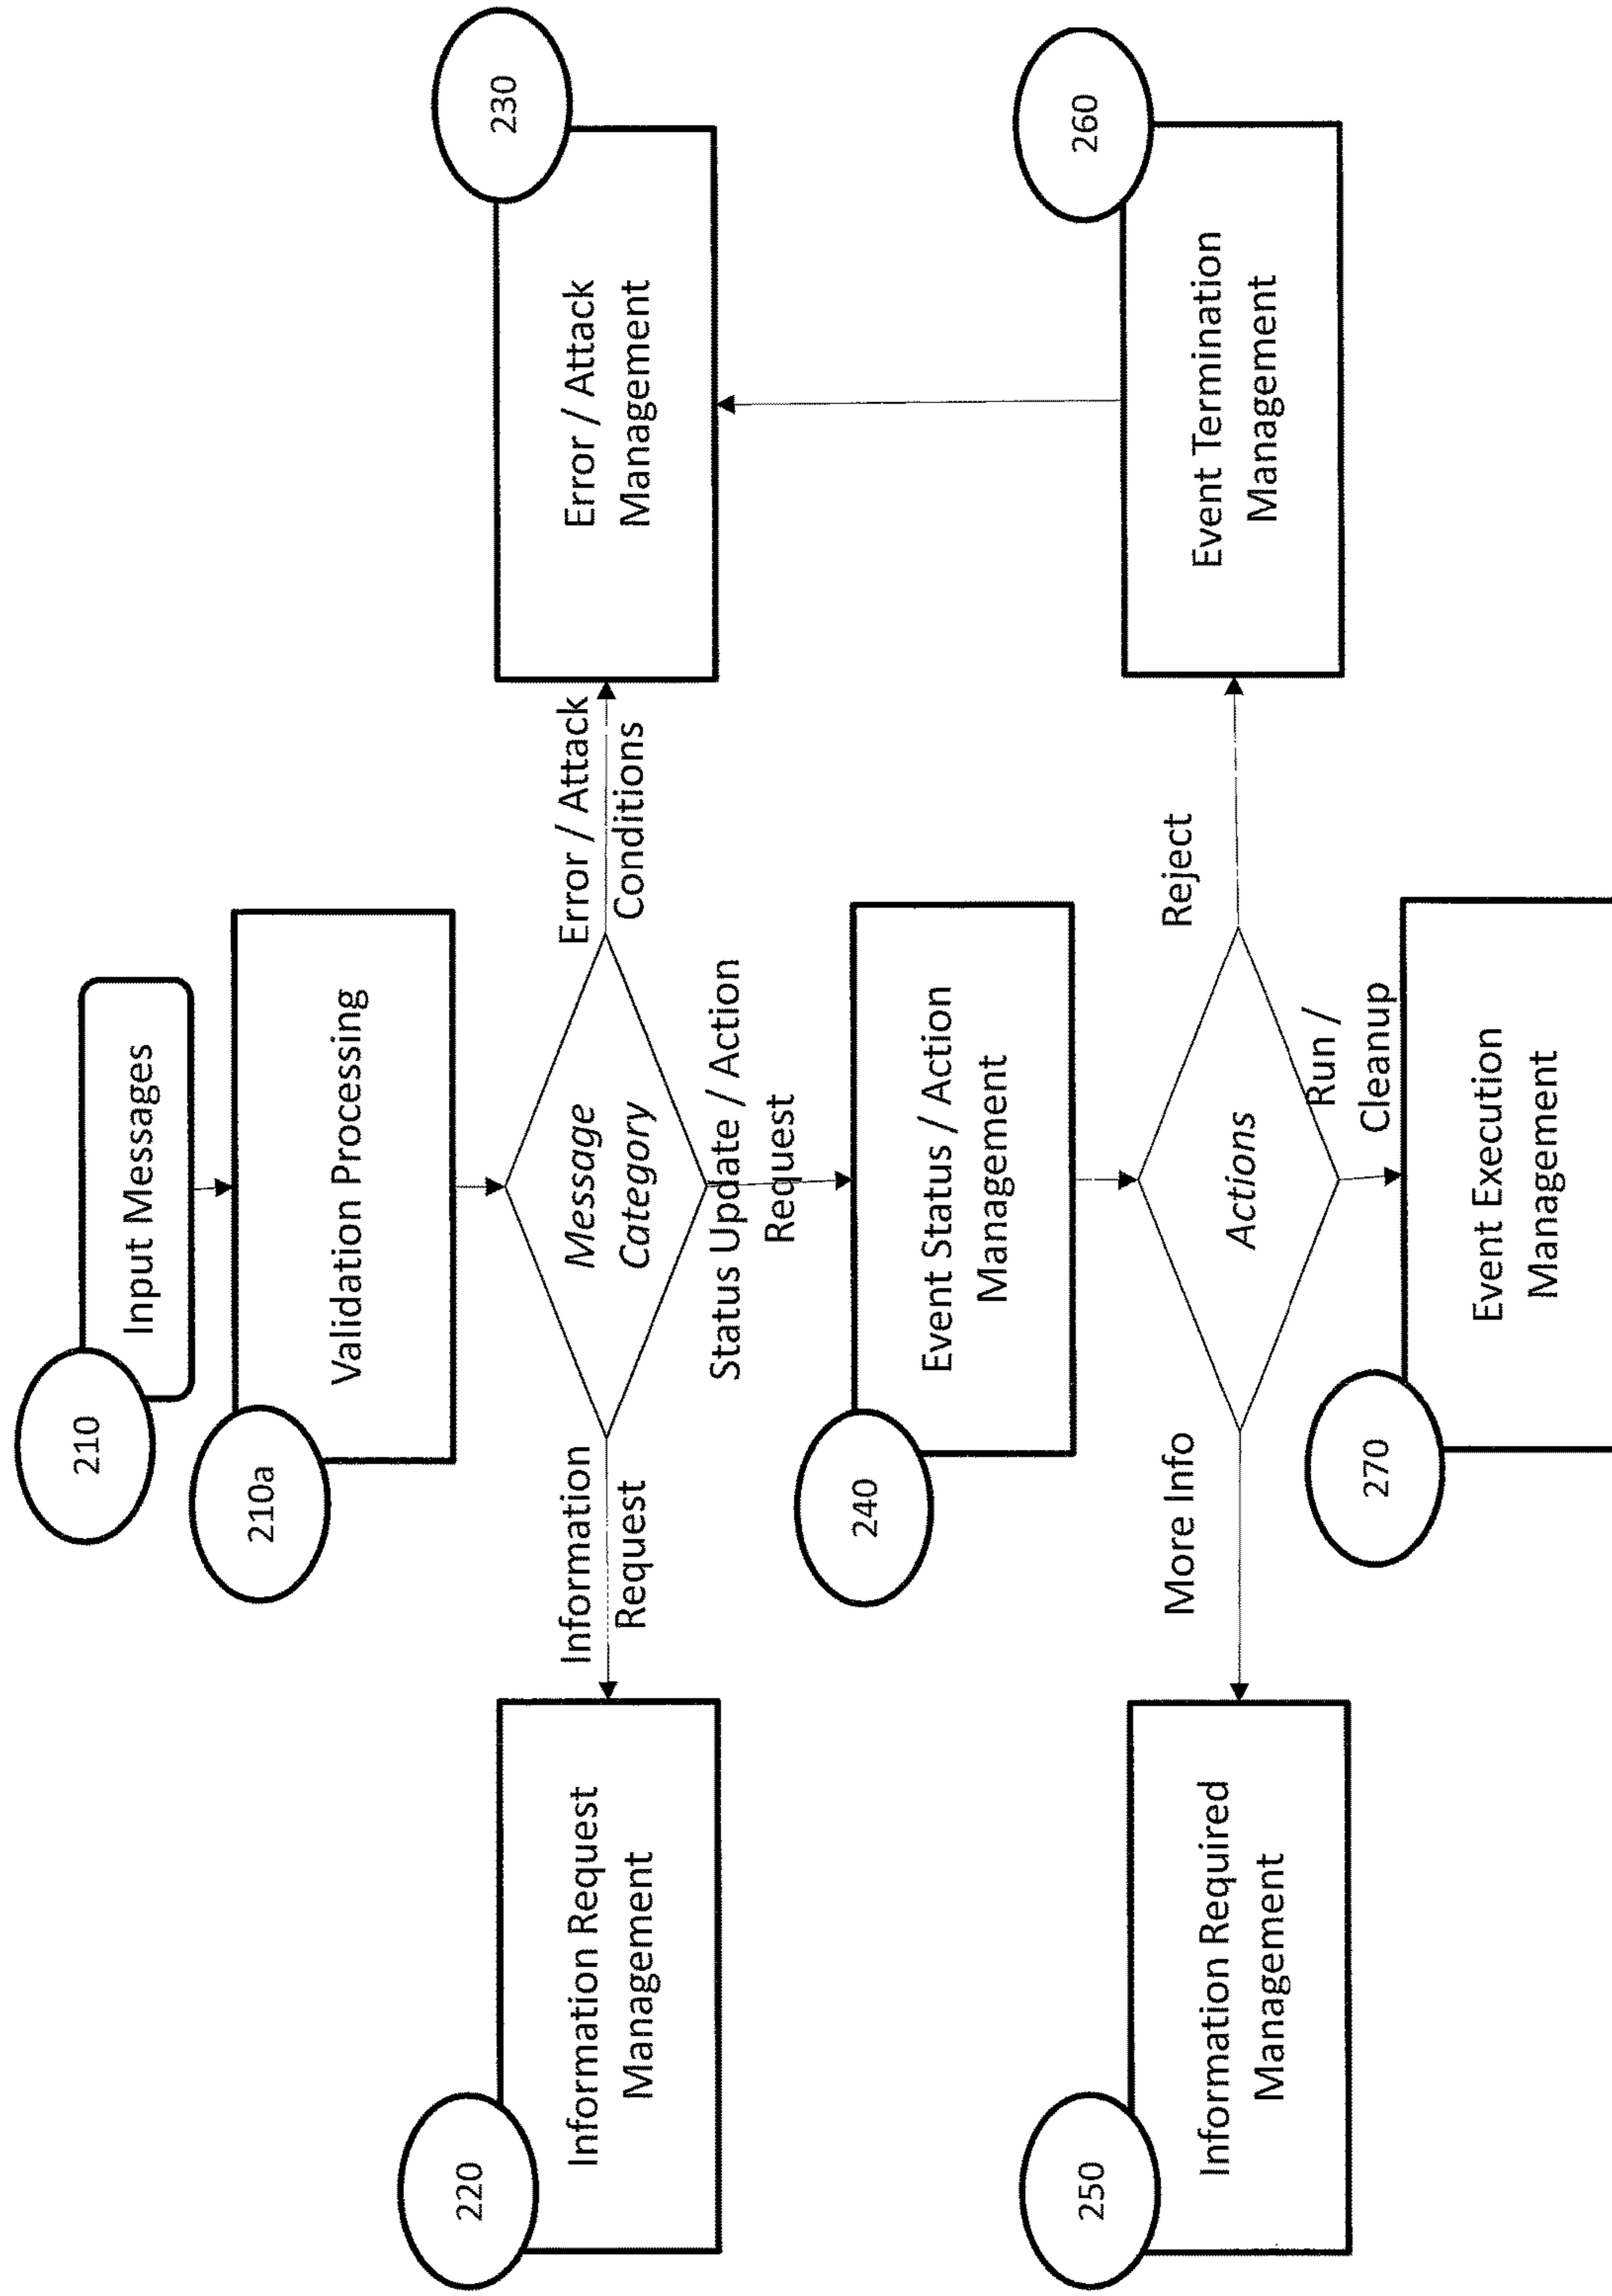 210
Input Messages
210a
Validation Processing
Message
Category
Information
Request
Error / Attack
Conditions
220
Information Request
Management
230
Error / Attack
Management
Status Update / Action
Request
240
Event Status / Action
Management
Actions
More Info
Reject
Run /
Cleanup
250
Information Required
Management
260
Event Termination
Management
270
Event Execution
Management